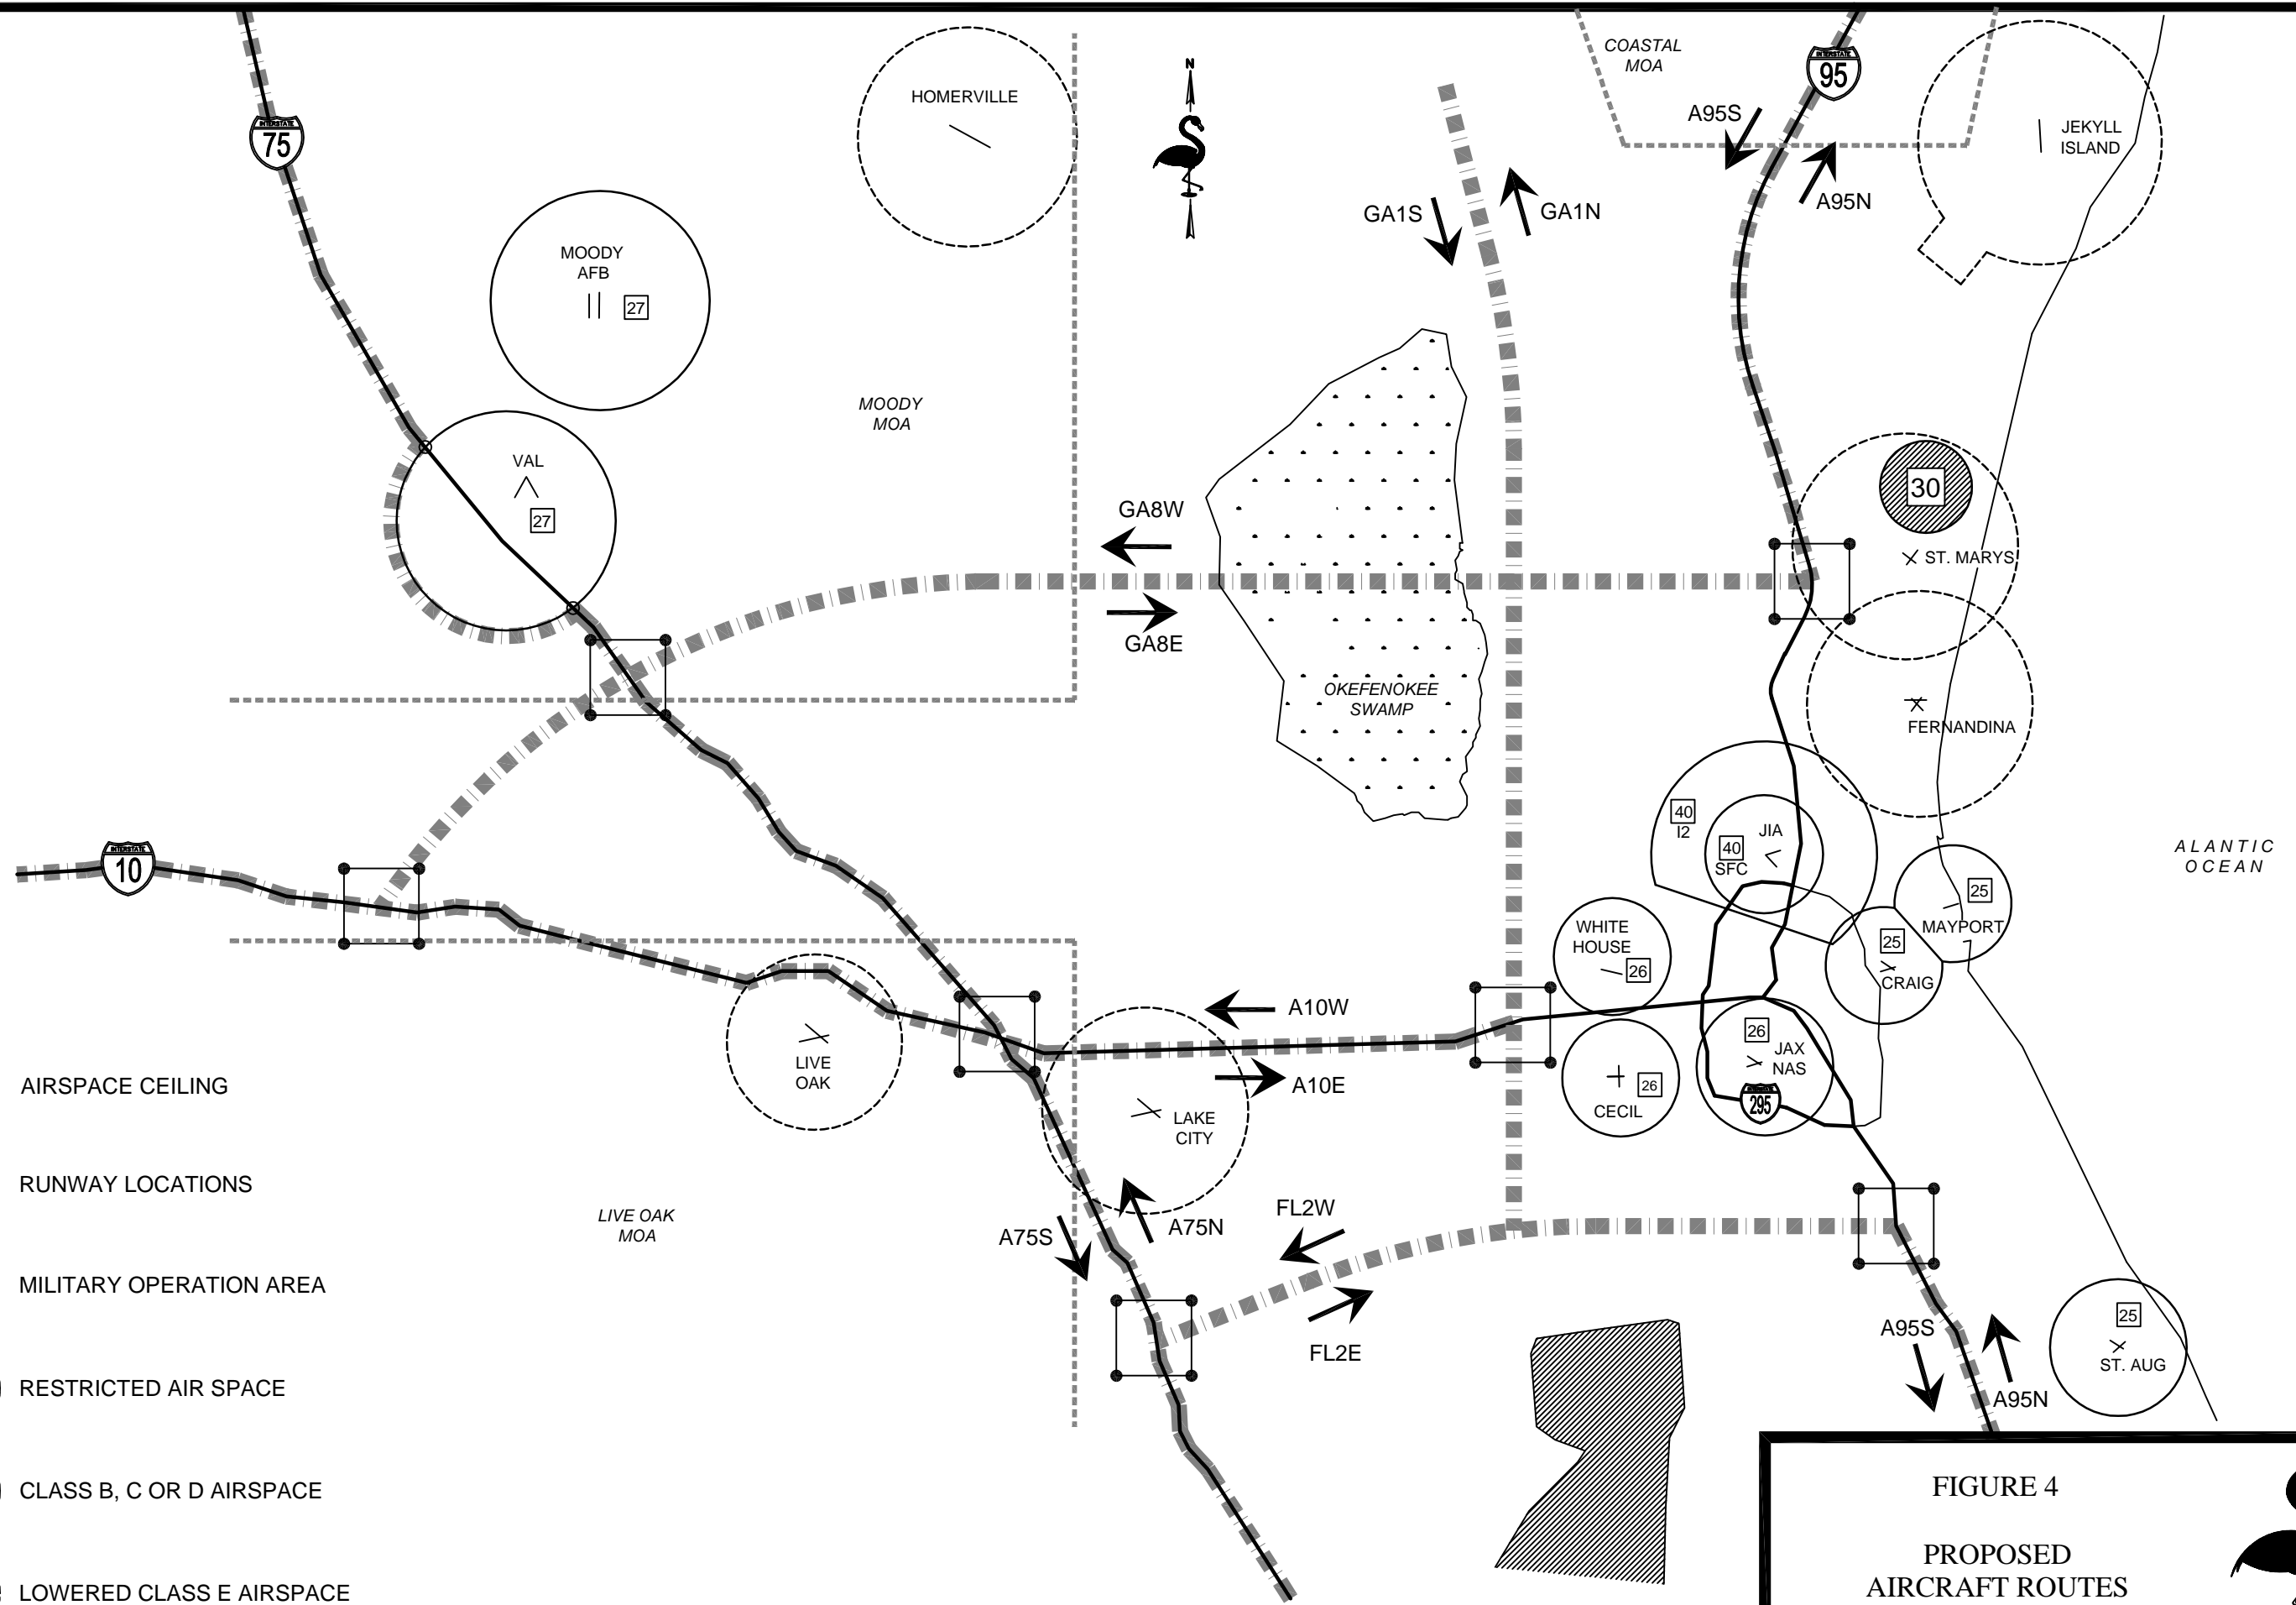 COASTAL
MOA
INTERSTATE
95
HOMERVILLE
N
A95S
JEKYLL
ISLAND
INTERSTATE
75
A95N
GA1S
GA1N
MOODY
AFB
27
MOODY
MOA
VAL
27
30
GA8W
ST. MARYS
GA8E
OKEFENOKEE
SWAMP
FERNANDINA
40
I2
JIA
40
SFC
ALANTIC
OCEAN
INTERSTATE
10
25
MAYPORT
WHITE
HOUSE
26
25
CRAIG
A10W
26
JAX
NAS
LIVE
OAK
A10E
26
CECIL
INTERSTATE
295
LAKE
CITY
AIRSPACE CEILING
RUNWAY LOCATIONS
LIVE OAK
MOA
A75S
A75N
FL2W
MILITARY OPERATION AREA
FL2E
A95S
25
ST. AUG
A95N
RESTRICTED AIR SPACE
CLASS B, C OR D AIRSPACE
LOWERED CLASS E AIRSPACE
FIGURE 4
PROPOSED
AIRCRAFT ROUTES